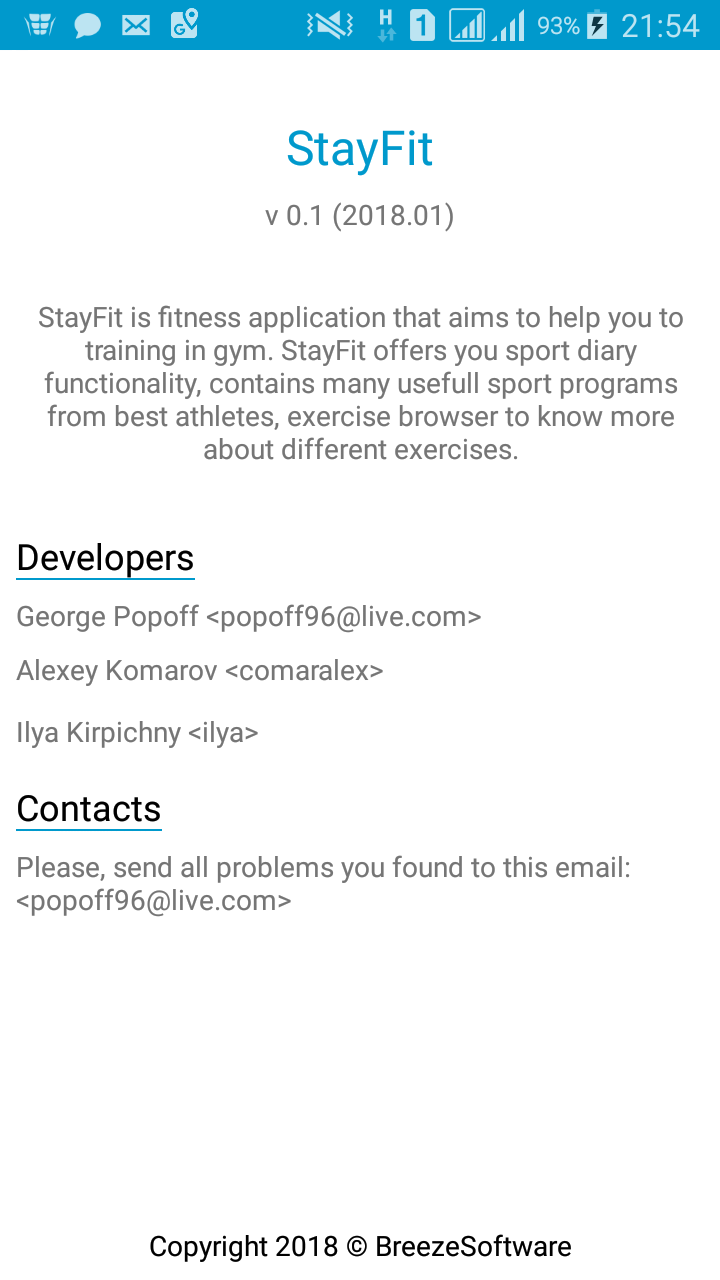 H 1 93% 21:54
StayFit
v 0.1 (2018.01)
StayFit is fitness application that aims to help you to
training in gym. StayFit offers you sport diary
functionality, contains many usefull sport programs
from best athletes, exercise browser to know more
about different exercises.
Developers
George Popoff <popoff96@live.com>
Alexey Komarov <comaralex>
Ilya Kirpichny <ilya>
Contacts
Please, send all problems you found to this email:
<popoff96@live.com>
Copyright 2018 © BreezeSoftware